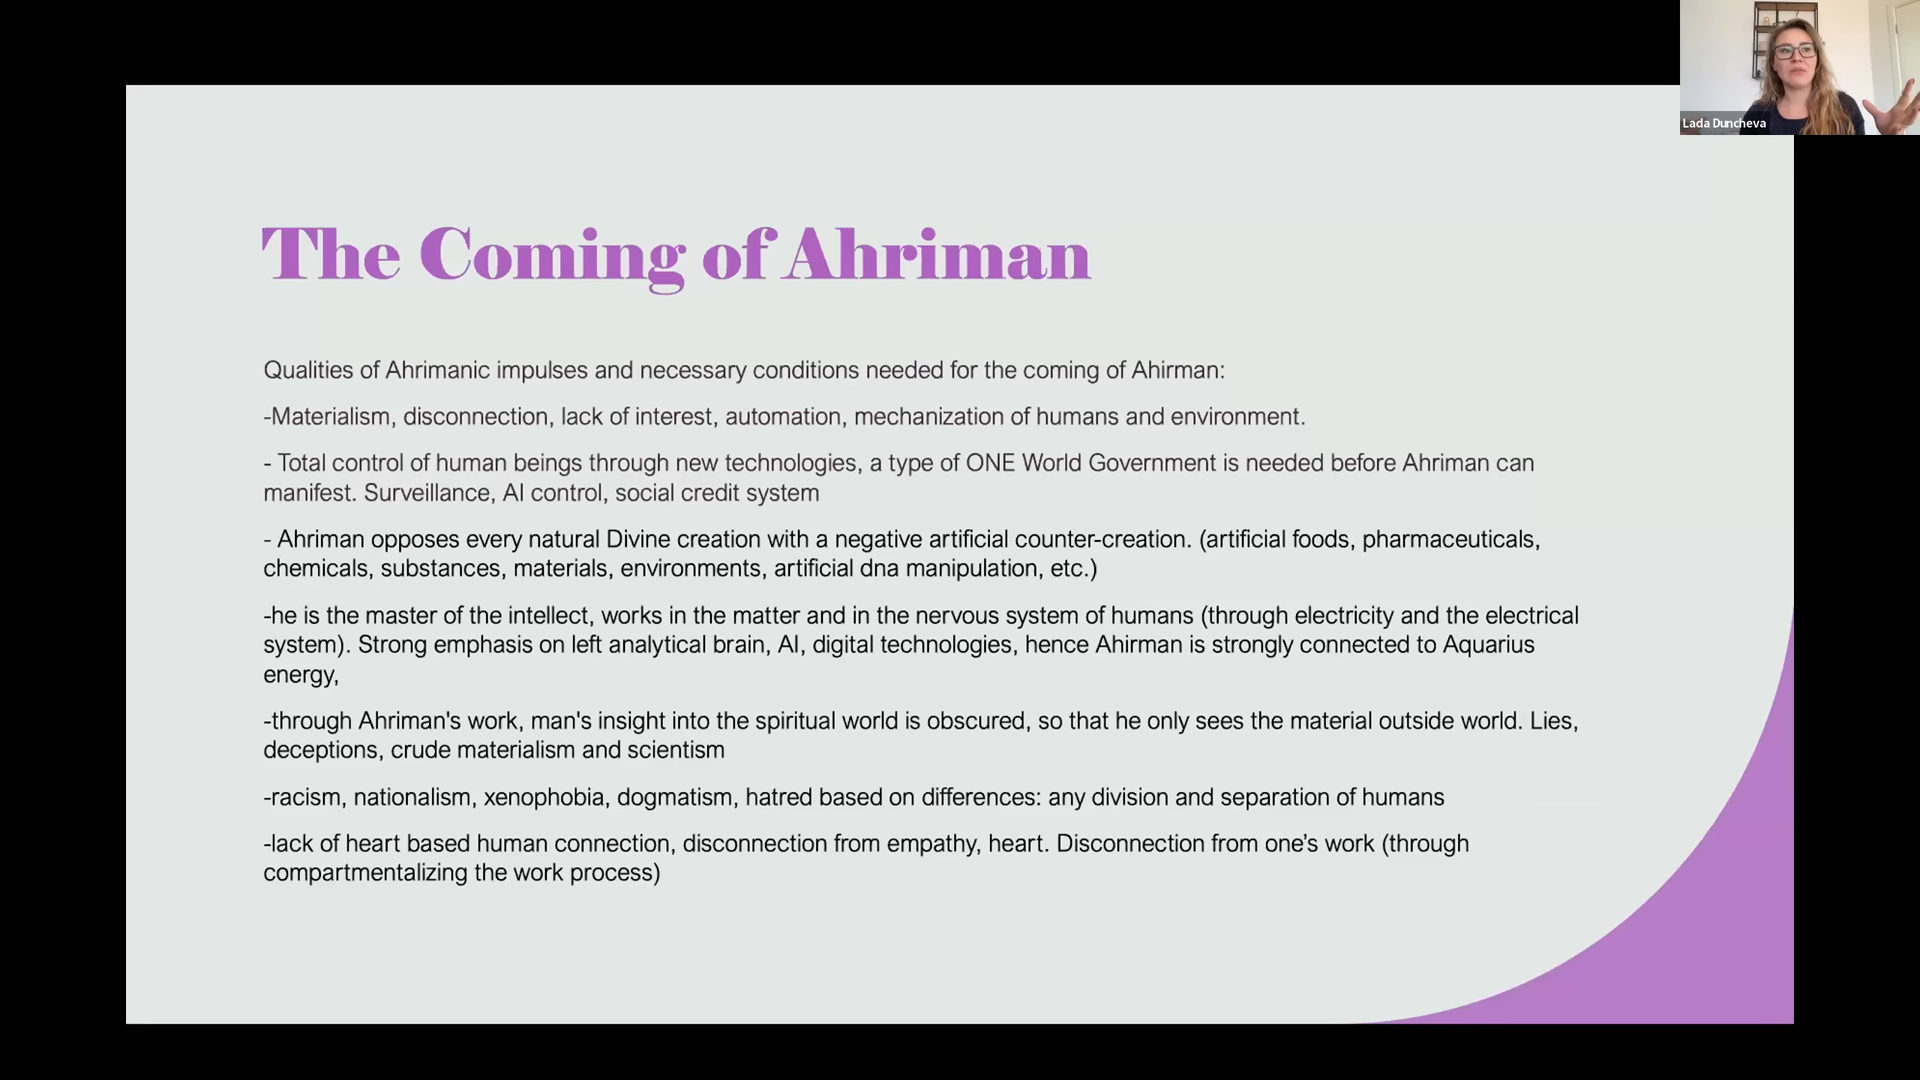 Lada Duncheva
The Coming of Ahriman
Qualities of Ahrimanic impulses and necessary conditions needed for the coming of Ahirman:
-Materialism, disconnection, lack of interest, automation, mechanization of humans and environment.
- Total control of human beings through new technologies, a type of ONE World Government is needed before Ahriman can
manifest. Surveillance, AI control, social credit system
- Ahriman opposes every natural Divine creation with a negative artificial counter-creation. (artificial foods, pharmaceuticals,
chemicals, substances, materials, environments, artificial dna manipulation, etc.)
-he is the master of the intellect, works in the matter and in the nervous system of humans (through electricity and the electrical
system). Strong emphasis on left analytical brain, AI, digital technologies, hence Ahirman is strongly connected to Aquarius
energy,
-through Ahriman's work, man's insight into the spiritual world is obscured, so that he only sees the material outside world. Lies,
deceptions, crude materialism and scientism
-racism, nationalism, xenophobia, dogmatism, hatred based on differences: any division and separation of humans
-lack of heart based human connection, disconnection from empathy, heart. Disconnection from one’s work (through
compartmentalizing the work process)